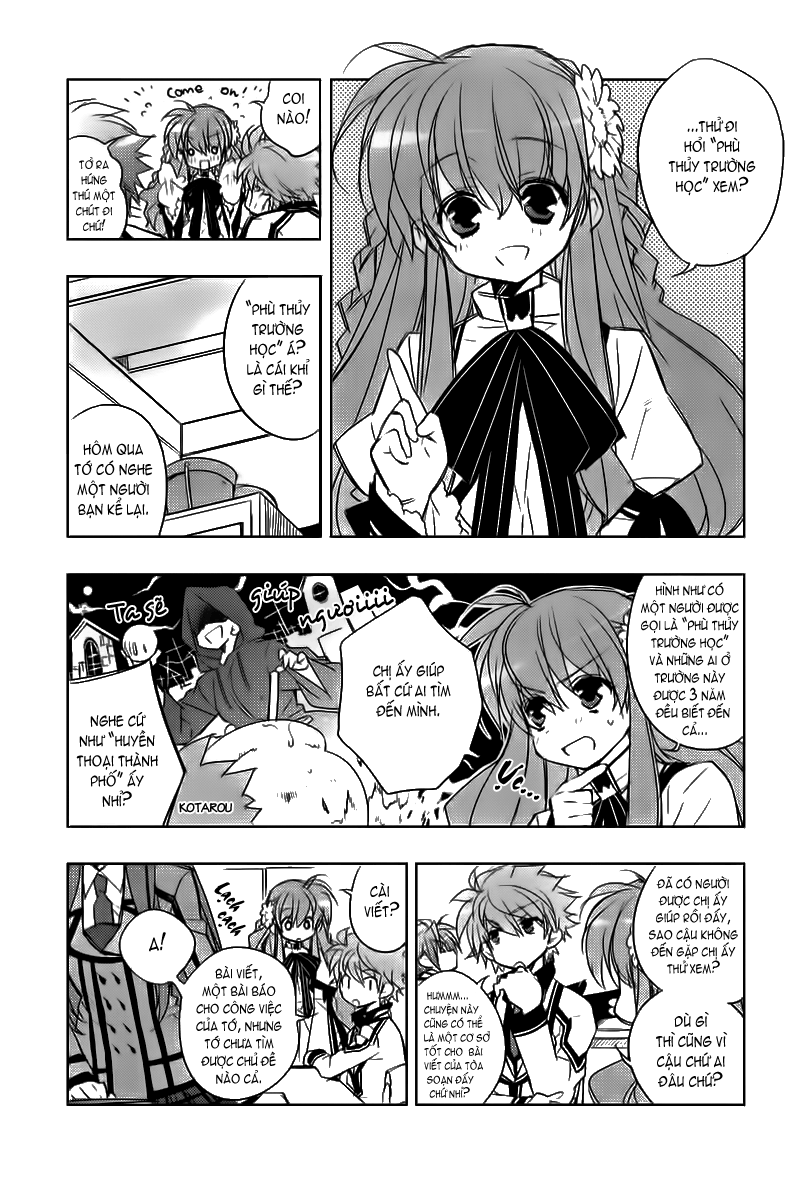 ...THỬ ĐI
HỎI "PHÙ
THỦY TRƯỜNG
HỌC" XEM?
COME ON!
COI
NÀO!
TỚ RA
HỨNG
THÚ MỘT
CHÚT ĐI
CHỨ!
"PHÙ THỦY
TRƯỜNG
HỌC" Á?
LÀ CÁI KHỈ
GÌ THẾ?
HÔM QUA
TỚ CÓ NGHE
MỘT NGƯỜI
BẠN KỂ LẠI.
HÌNH NHƯ CÓ
MỘT NGƯỜI ĐƯỢC
GỌI LÀ "PHÙ THỦY
TRƯỜNG HỌC"
VÀ NHỮNG AI Ở
TRƯỜNG NÀY
ĐƯỢC 3 NĂM
ĐỀU BIẾT ĐẾN
CẢ...
CHỊ ẤY GIÚP
BẤT CỨ AI TÌM
ĐẾN MÌNH.
Ực...
Ta sẽ
giúp
ngươiiii
NGHE CỨ
NHƯ "HUYỀN
THOẠI THÀNH
PHỐ" ẤY
NHỈ?
KOTAROU
ĐÃ CÓ NGƯỜI
ĐƯỢC CHỊ ẤY
GIÚP RỒI ĐẤY,
SAO CẬU KHÔNG
ĐẾN GẶP CHỊ ẤY
THỬ XEM?
DÙ GÌ
THÌ CŨNG VÌ
CẬU CHỨ AI
ĐÂU CHỨ?
HƯMMM...
CHUYỆN NÀY
CŨNG CÓ THỂ
LÀ MỘT CƠ SỞ
TỐT CHO BÀI
VIẾT CỦA TÒA
SOẠN ĐẤY
CHỨ NHỈ?
CÀI
VIẾT?
Lạch
cạch
BÀI VIẾT,
MỘT BÀI BÁO
CHO CÔNG VIỆC
CỦA TỚ, NHƯNG
TỚ CHƯA TÌM
ĐƯỢC CHỦ ĐỀ
NÀO CẢ.
A!